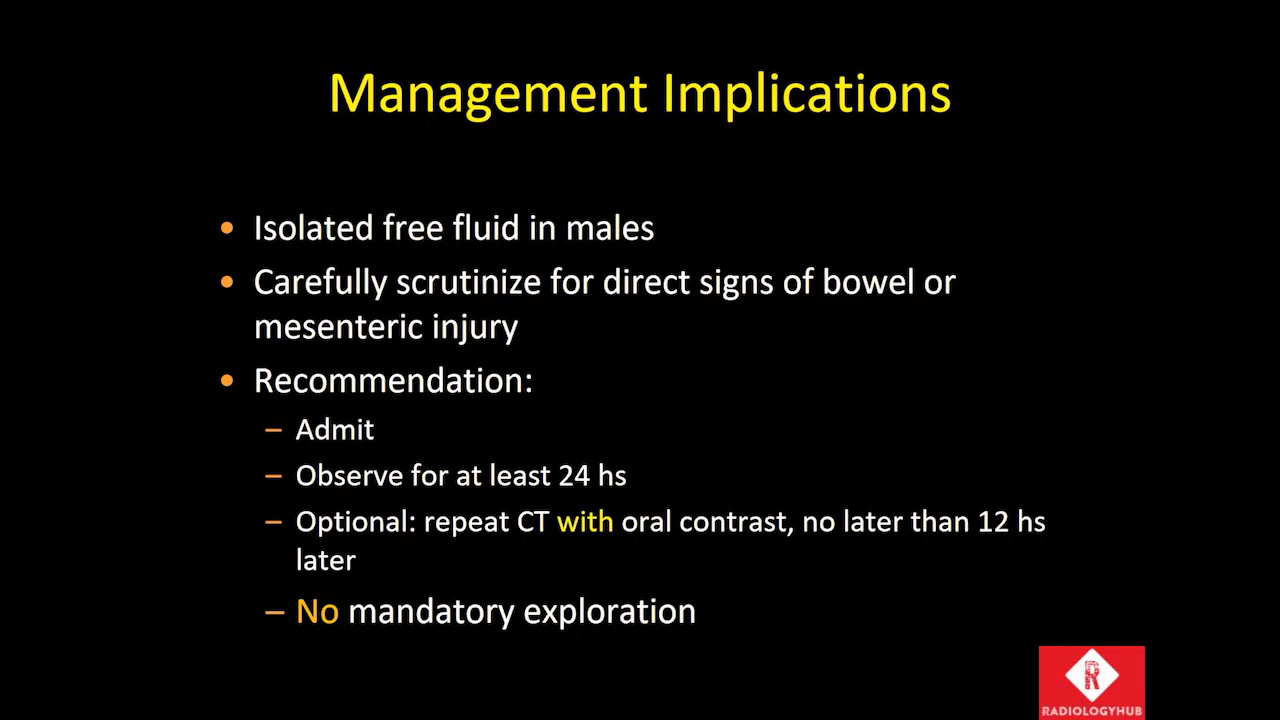 Management Implications
• Isolated free fluid in males
• Carefully scrutinize for direct signs of bowel or
mesenteric injury
• Recommendation:
– Admit
– Observe for at least 24 hs
– Optional: repeat CT with oral contrast, no later than 12 hs
later
– No mandatory exploration
R
RADIOLOGYHUB